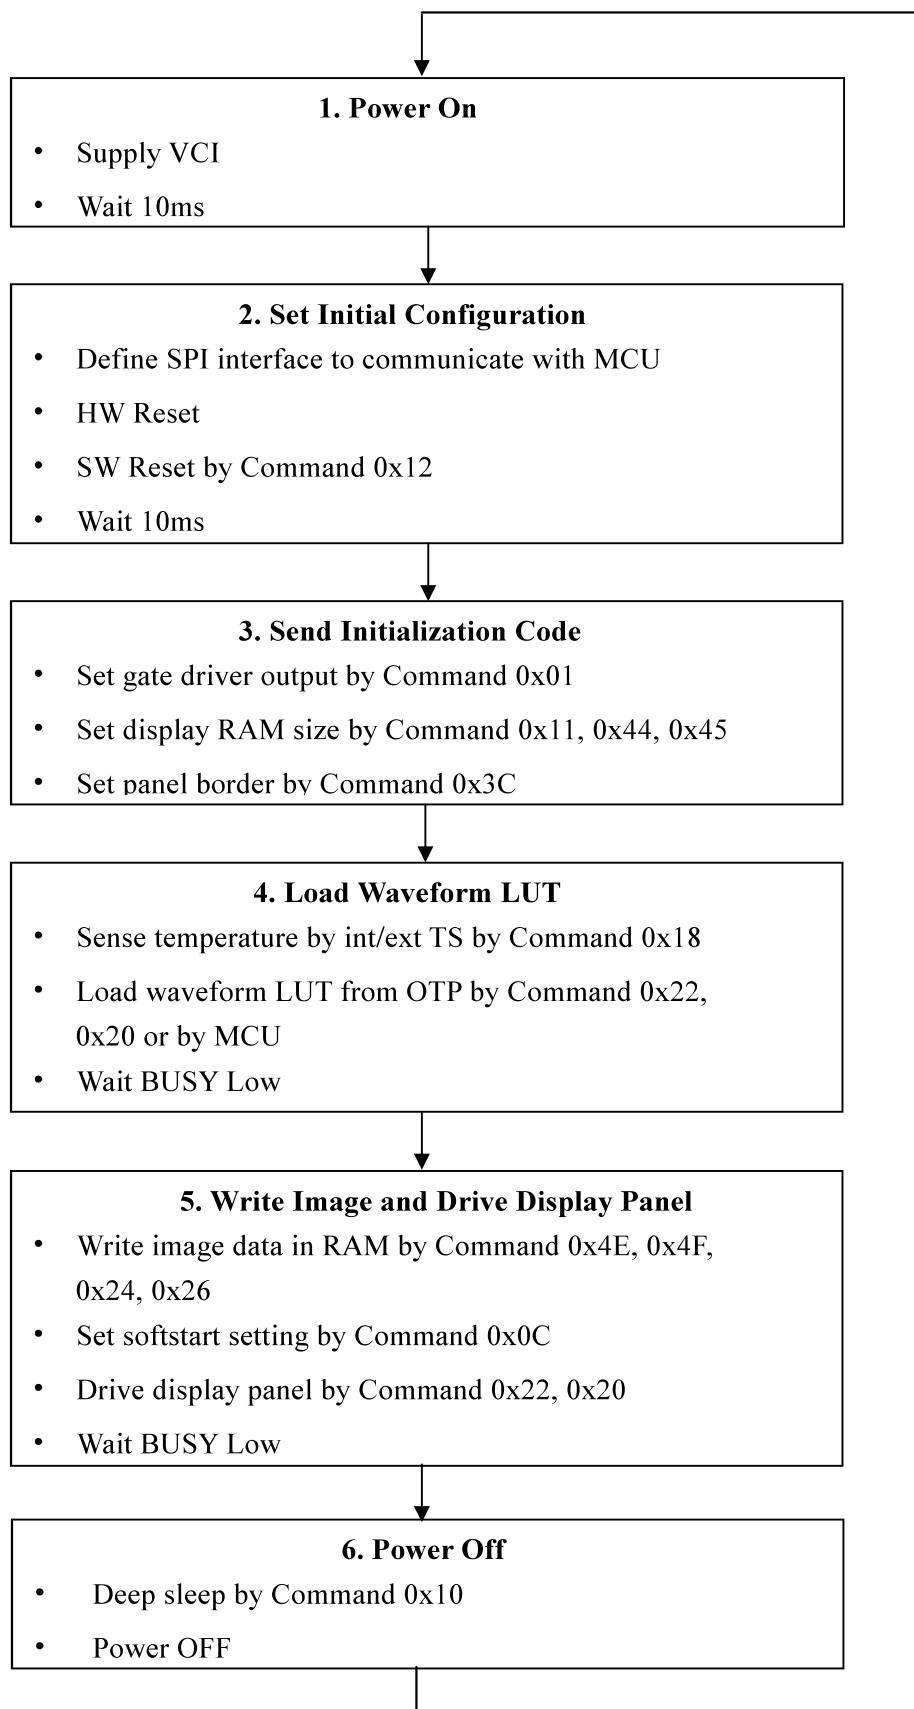 1. Power On
• Supply VCI
• Wait 10ms
2. Set Initial Configuration
• Define SPI interface to communicate with MCU
• HW Reset
• SW Reset by Command 0x12
• Wait 10ms
3. Send Initialization Code
• Set gate driver output by Command 0x01
• Set display RAM size by Command 0x11, 0x44, 0x45
• Set panel border by Command 0x3C
4. Load Waveform LUT
• Sense temperature by int/ext TS by Command 0x18
• Load waveform LUT from OTP by Command 0x22,
0x20 or by MCU
• Wait BUSY Low
5. Write Image and Drive Display Panel
• Write image data in RAM by Command 0x4E, 0x4F,
0x24, 0x26
• Set softstart setting by Command 0x0C
• Drive display panel by Command 0x22, 0x20
• Wait BUSY Low
6. Power Off
• Deep sleep by Command 0x10
• Power OFF